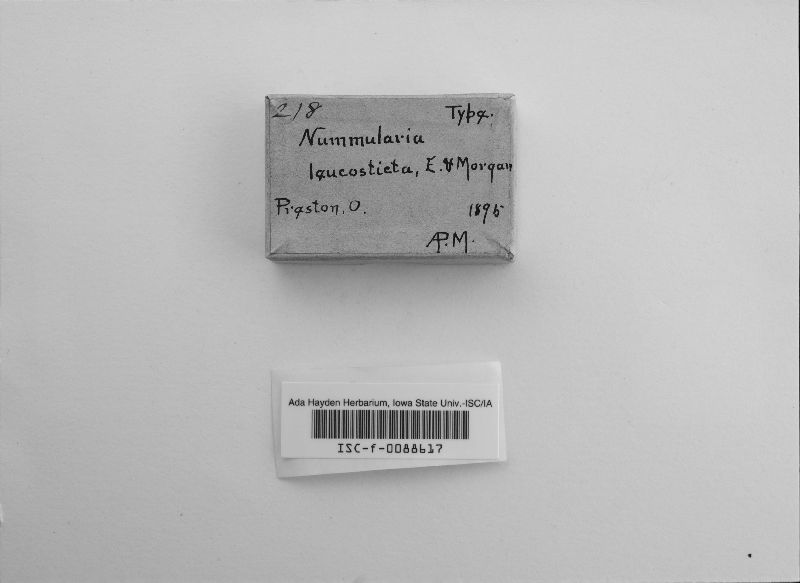 218 Type.
Nummularia
leucosticta, E. & Morgan
Preston, O. 1895
A.P.M.
Ada Hayden Herbarium, Iowa State Univ.-ISC/IA
ISC-f-0088617